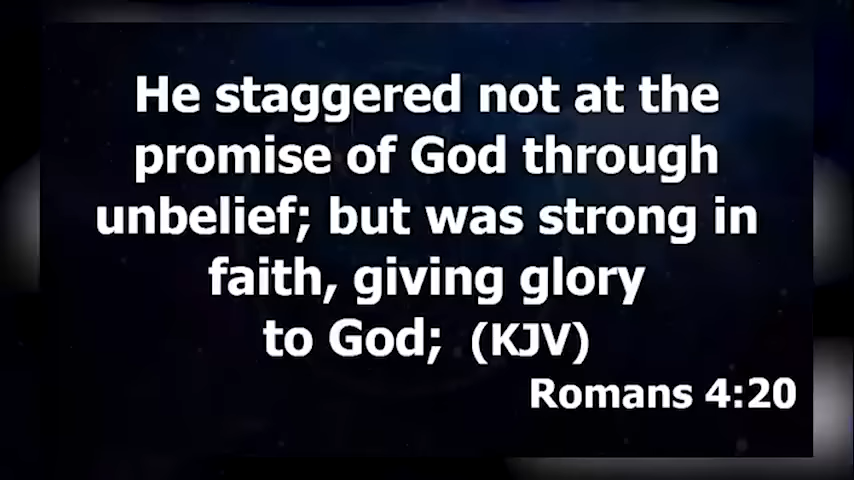 He staggered not at the
promise of God through
unbelief; but was strong in
faith, giving glory
to God; (KJV)
Romans 4:20